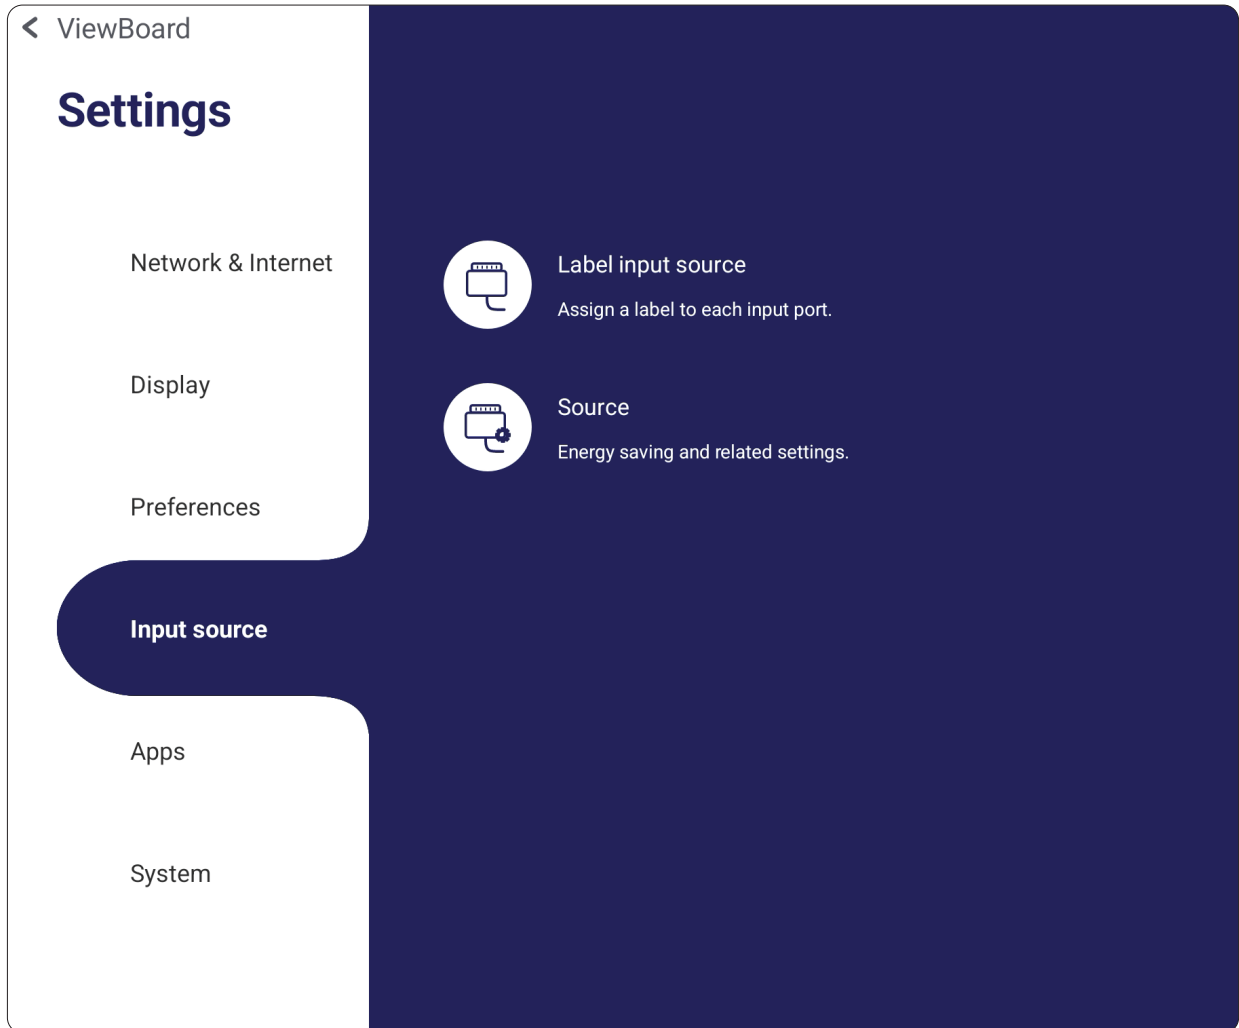 ViewBoard
Settings
Network & Internet
Display
Preferences
Input source
Apps
System
Label input source
Assign a label to each input port.
Source
Energy saving and related settings.